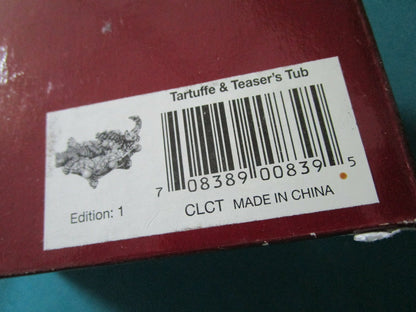 Tartuffe & Teaser's Tub
7 08389 00839 5
Edition: 1
CLCT MADE IN CHINA